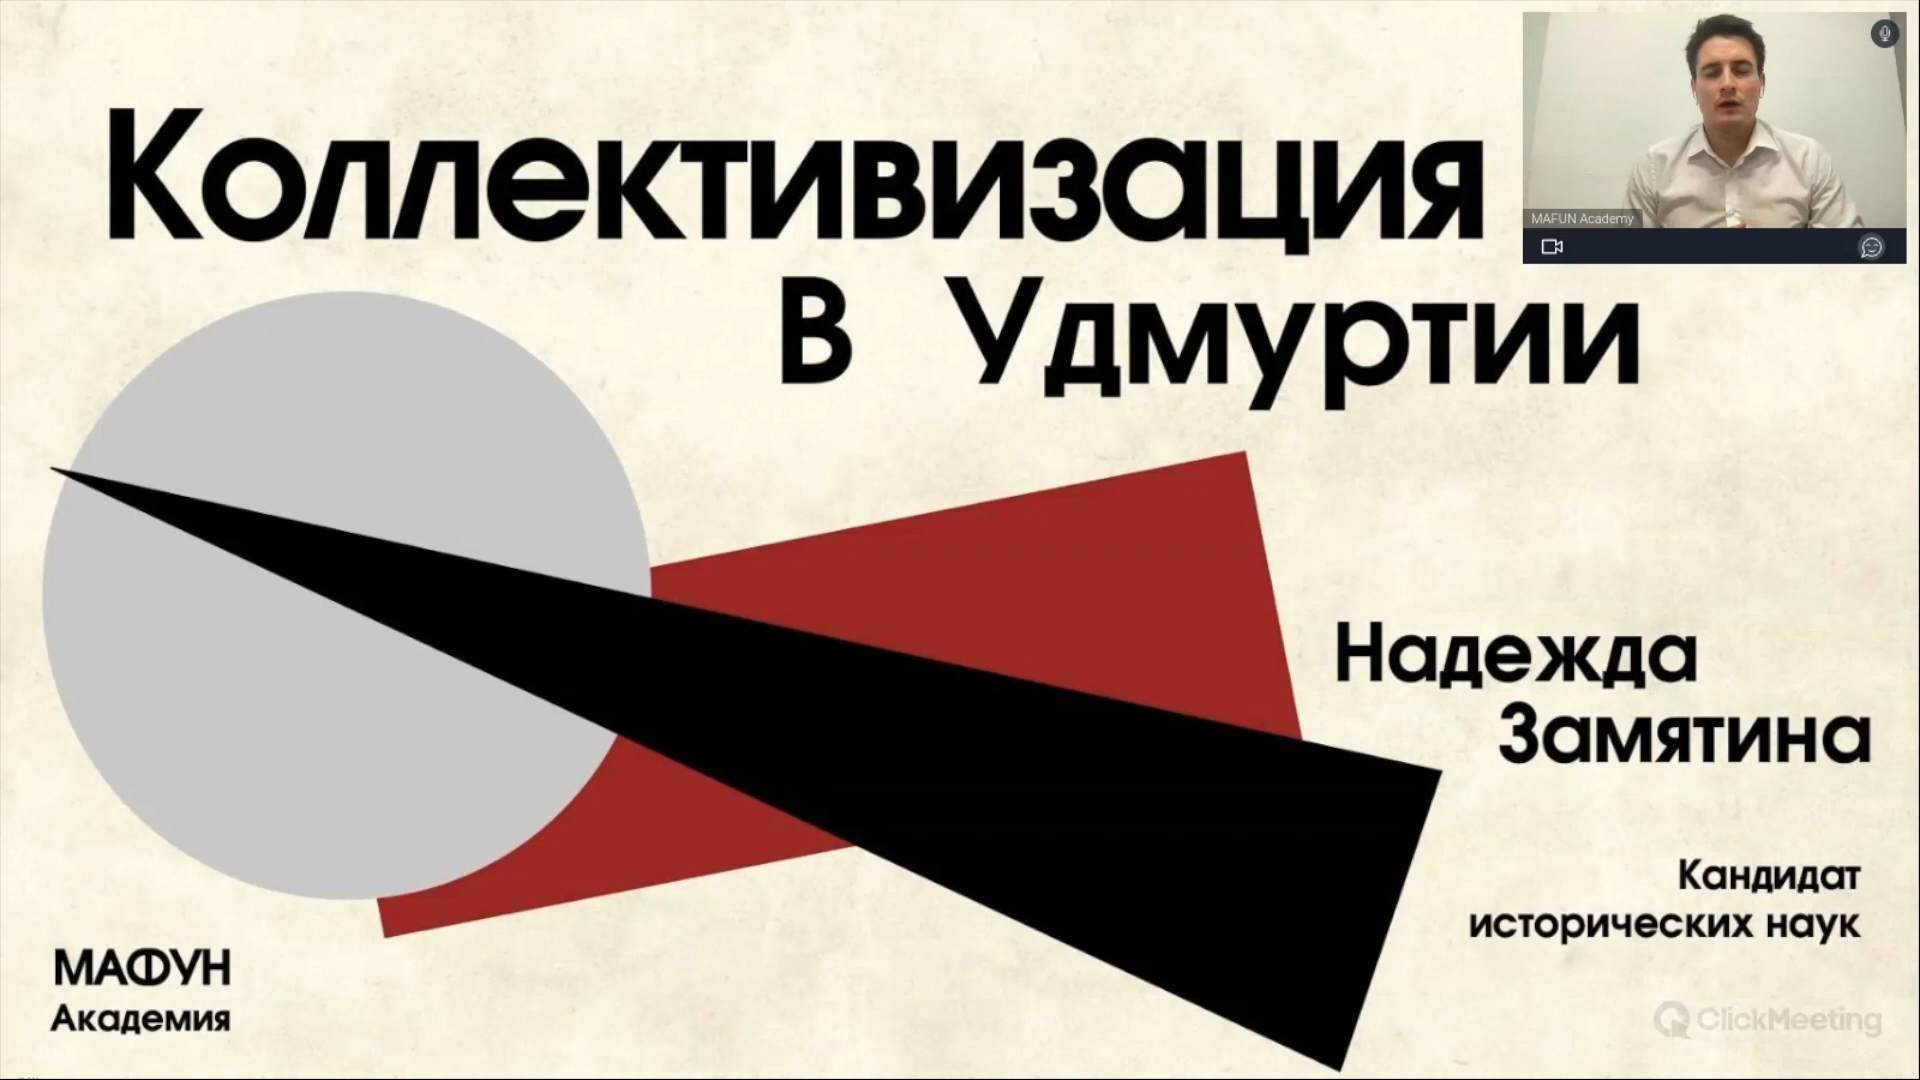 Коллективизация
В Удмуртии
MAFUN Academy
Надежда
Замятина
Кандидат
исторических наук
МАФУН
Академия
ClickMeeting